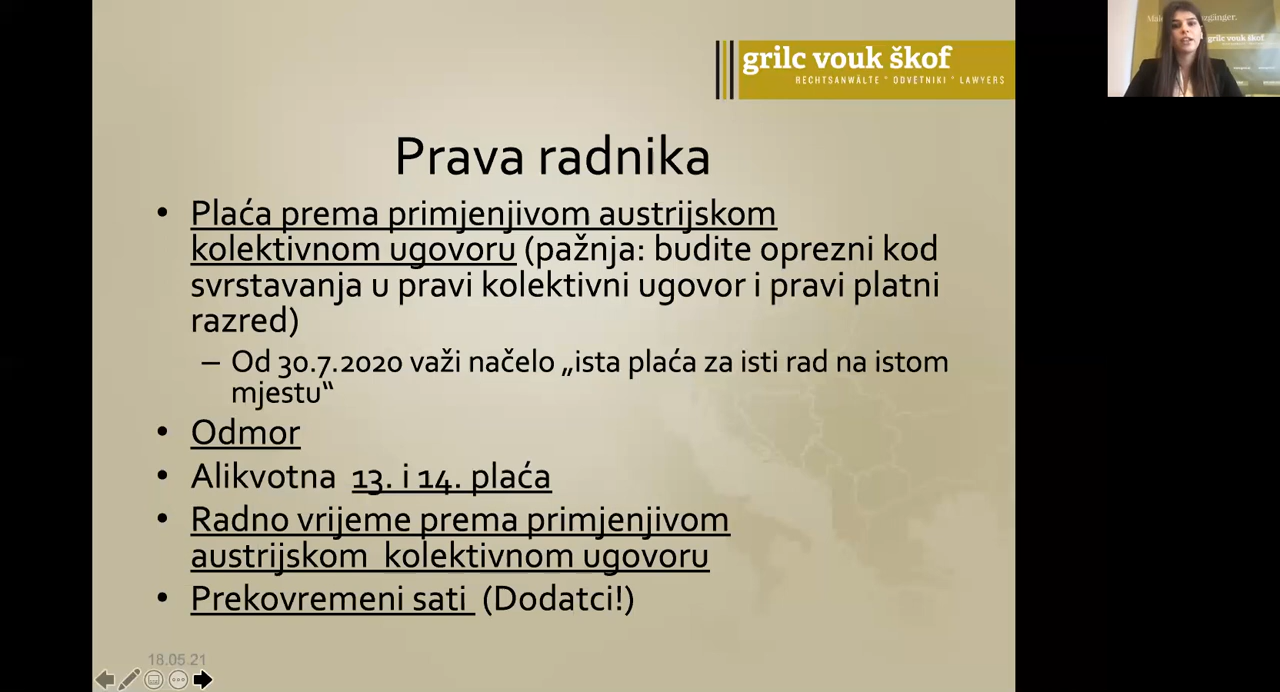 grilc vouk škof
RECHTSANWÄLTE * ODVETNIKI * LAWYERS
Prava radnika
• Plaća prema primjenjivom austrijskom
kolektivnom ugovoru (pažnja: budite oprezni kod
svrstavanja u pravi kolektivni ugovor i pravi platni
razred)
– Od 30.7.2020 važi načelo „ista plaća za isti rad na istom
mjestu“
• Odmor
• Alikvotna 13. i 14. plaća
• Radno vrijeme prema primjenjivom
austrijskom kolektivnom ugovoru
• Prekovremeni sati (Dodatci!)
18.05.21
grilc vouk škof